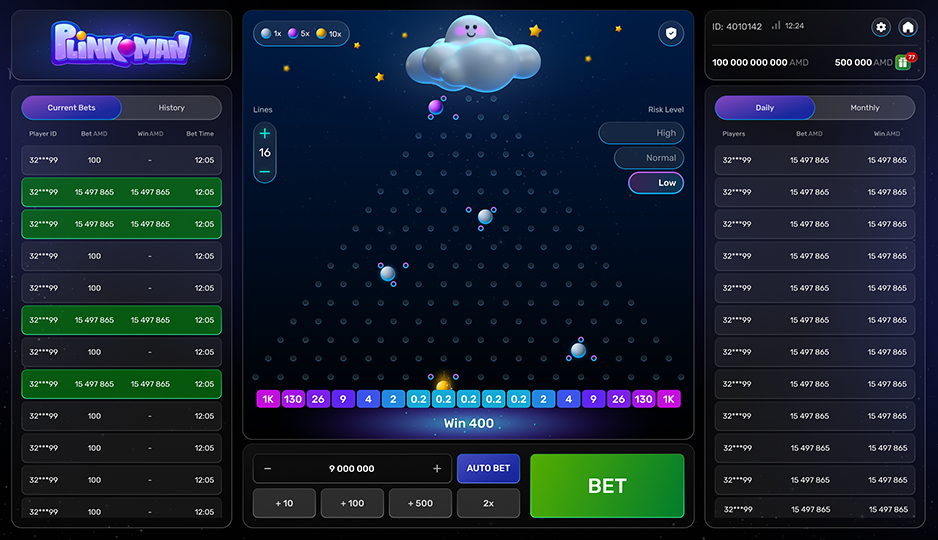 PLINKOMAN
Current Bets History
Player ID Bet AMD Win AMD Bet Time
32***99 100 - 12:05
32***99 15 497 865 15 497 865 12:05
32***99 15 497 865 15 497 865 12:05
32***99 100 - 12:05
32***99 100 - 12:05
32***99 15 497 865 15 497 865 12:05
32***99 100 - 12:05
32***99 15 497 865 15 497 865 12:05
32***99 100 - 12:05
32***99 100 - 12:05
32***99 100 - 12:05
32***99 100 - 12:05
1x 5x 10x
Lines
+
16
−
Risk Level
High
Normal
Low
1K 130 26 9 4 2 0.2 0.2 0.2 0.2 0.2 2 4 9 26 130 1K
Win 400
− 9 000 000 +
AUTO BET
+ 10 + 100 + 500 2x
BET
ID: 4010142 12:24
100 000 000 000 AMD 500 000 AMD 77
Daily Monthly
Players Bet AMD Win AMD
32***99 15 497 865 15 497 865
32***99 15 497 865 15 497 865
32***99 15 497 865 15 497 865
32***99 15 497 865 15 497 865
32***99 15 497 865 15 497 865
32***99 15 497 865 15 497 865
32***99 15 497 865 15 497 865
32***99 15 497 865 15 497 865
32***99 15 497 865 15 497 865
32***99 15 497 865 15 497 865
32***99 15 497 865 15 497 865
32***99 15 497 865 15 497 865